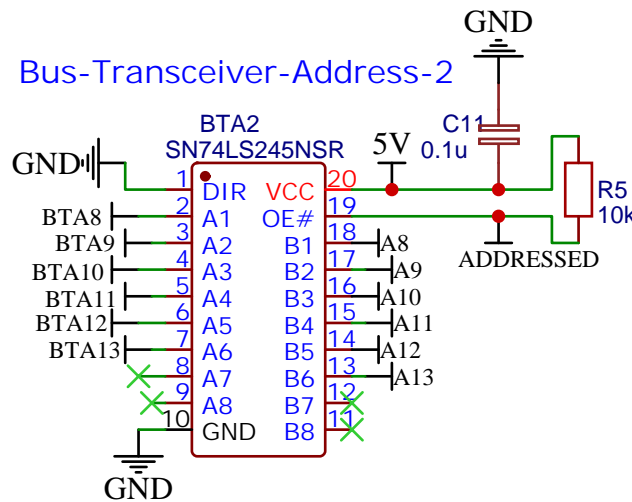 GND
Bus-Transceiver-Address-2
BTA2
SN74LS245NSR
C11
0.1u
5V
GND
R5
10k
1 DIR VCC 20
BTA8 2 A1 OE# 19
ADDRESSED
BTA9 3 A2 B1 18 A8
BTA10 4 A3 B2 17 A9
BTA11 5 A4 B3 16 A10
BTA12 6 A5 B4 15 A11
BTA13 7 A6 B5 14 A12
8 A7 B6 13 A13
9 A8 B7 12
10 GND B8 11
GND